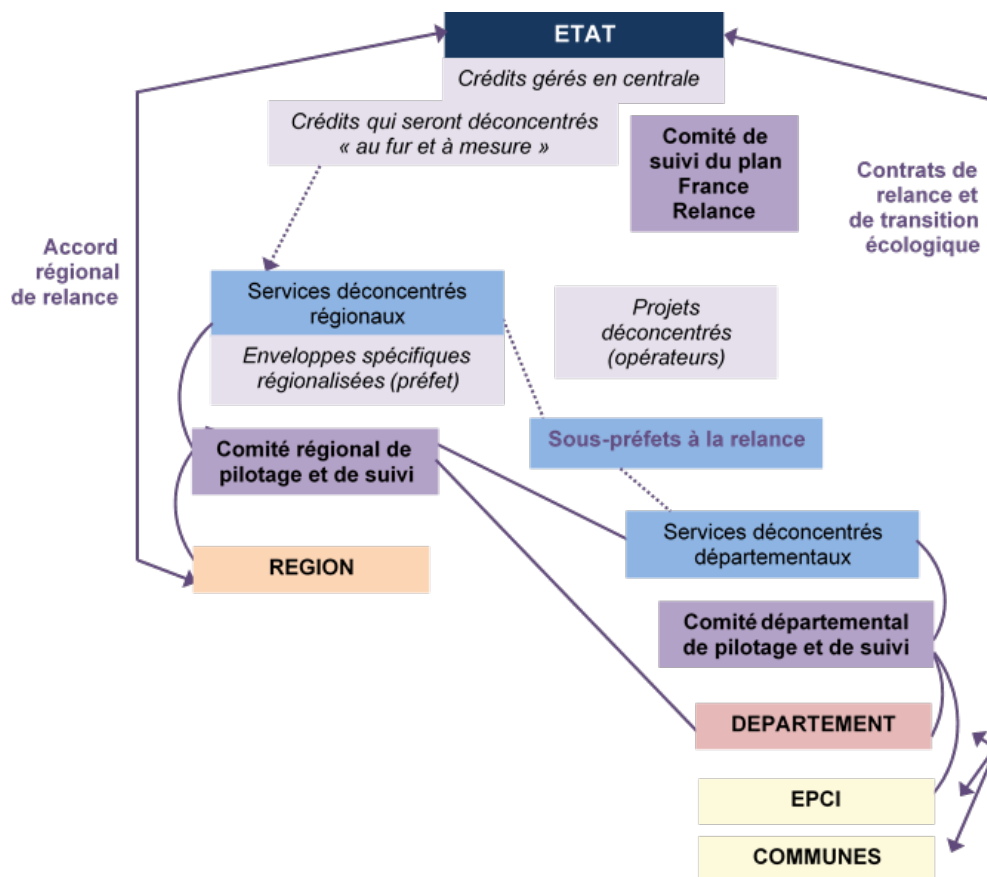 ETAT
Crédits gérés en centrale
Crédits qui seront déconcentrés
« au fur et à mesure »
Comité de
suivi du plan
France
Relance
Contrats de
relance et
de transition
écologique
Accord
régional
de relance
Services déconcentrés
régionaux
Enveloppes spécifiques
régionalisées (préfet)
Projets
déconcentrés
(opérateurs)
Sous-préfets à la relance
Comité régional de
pilotage et de suivi
Services déconcentrés
départementaux
REGION
Comité départemental
de pilotage et de suivi
DEPARTEMENT
EPCI
COMMUNES